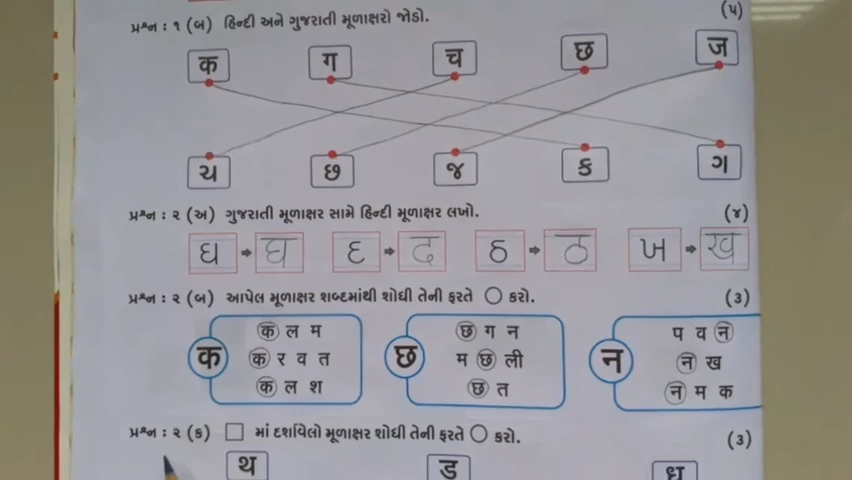 પ્રશ્ન : ૧ (બ) હિન્દી અને ગુજરાતી મૂળાક્ષરો જોડો. (૫)
क ग च छ ज
ચ છ જ ક ગ
પ્રશ્ન : ૨ (અ) ગુજરાતી મૂળાક્ષર સામે હિન્દી મૂળાક્ષર લખો. (૪)
ઘ → घ દ → द ઠ → ठ ખ → ख
પ્રશ્ન : ૨ (બ) આપેલ મૂળાક્ષર શબ્દમાંથી શોધી તેની ફરતે ○ કરો. (૩)
क ल म छ ग न प व न
क क र व त छ म छ ली न न ख
क ल श छ त न म क
પ્રશ્ન : ૨ (ક) □ માં દર્શાવેલો મૂળાક્ષર શોધી તેની ફરતે ○ કરો. (૩)
थ ड ध